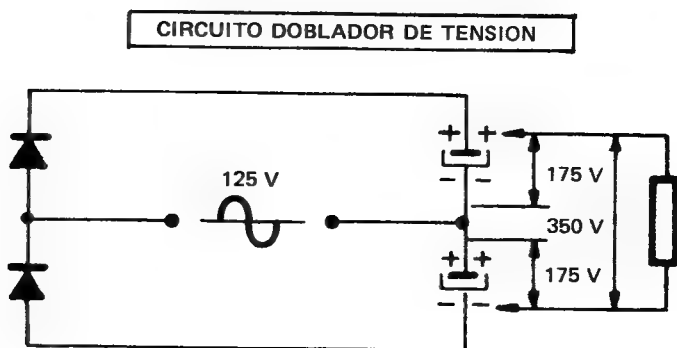 CIRCUITO DOBLADOR DE TENSION
125 V
+ +
- -
175 V
350 V
+ +
175 V
- -